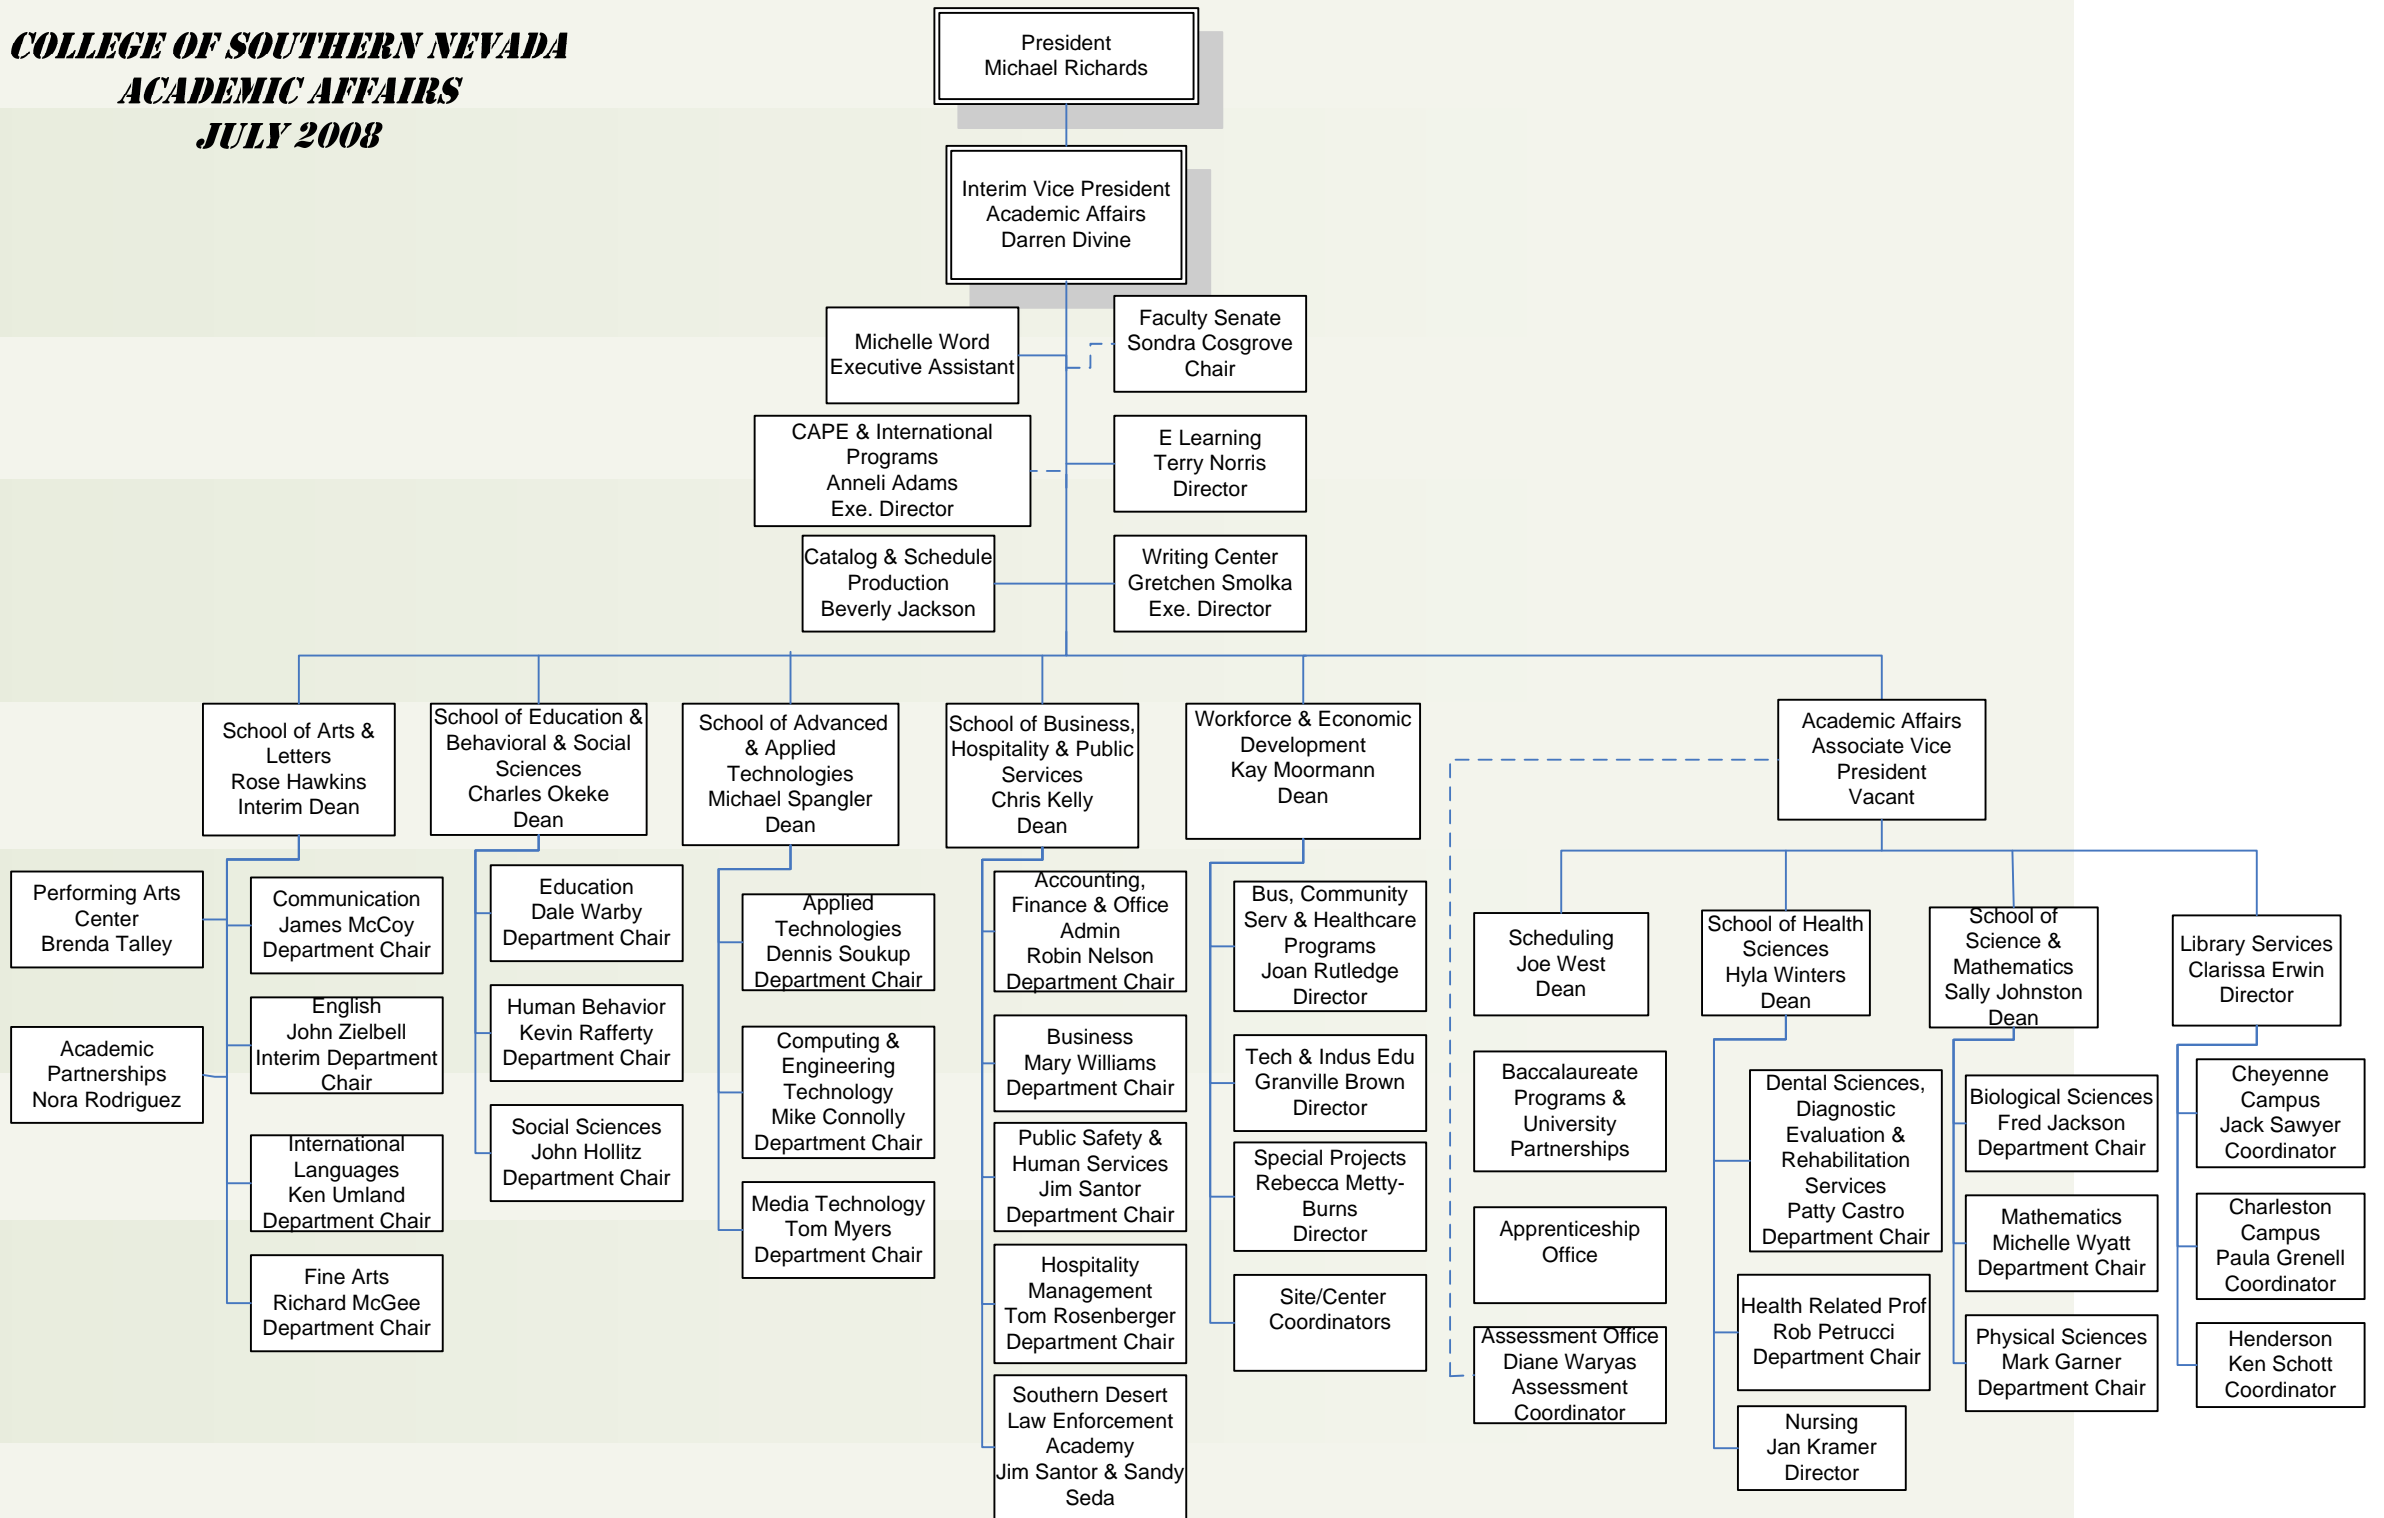 COLLEGE OF SOUTHERN NEVADA
ACADEMIC AFFAIRS
JULY 2008
President
Michael Richards
Interim Vice President
Academic Affairs
Darren Divine
Michelle Word
Executive Assistant
Faculty Senate
Sondra Cosgrove
Chair
CAPE & International
Programs
Anneli Adams
Exe. Director
E Learning
Terry Norris
Director
Catalog & Schedule
Production
Beverly Jackson
Writing Center
Gretchen Smolka
Exe. Director
School of Arts &
Letters
Rose Hawkins
Interim Dean
School of Education &
Behavioral & Social
Sciences
Charles Okeke
Dean
School of Advanced
& Applied
Technologies
Michael Spangler
Dean
School of Business,
Hospitality & Public
Services
Chris Kelly
Dean
Workforce & Economic
Development
Kay Moormann
Dean
Academic Affairs
Associate Vice
President
Vacant
Performing Arts
Center
Brenda Talley
Academic
Partnerships
Nora Rodriguez
Communication
James McCoy
Department Chair
English
John Zielbell
Interim Department
Chair
International
Languages
Ken Umland
Department Chair
Fine Arts
Richard McGee
Department Chair
Education
Dale Warby
Department Chair
Human Behavior
Kevin Rafferty
Department Chair
Social Sciences
John Hollitz
Department Chair
Applied
Technologies
Dennis Soukup
Department Chair
Computing &
Engineering
Technology
Mike Connolly
Department Chair
Media Technology
Tom Myers
Department Chair
Accounting,
Finance & Office
Admin
Robin Nelson
Department Chair
Business
Mary Williams
Department Chair
Public Safety &
Human Services
Jim Santor
Department Chair
Hospitality
Management
Tom Rosenberger
Department Chair
Southern Desert
Law Enforcement
Academy
Jim Santor & Sandy
Seda
Bus, Community
Serv & Healthcare
Programs
Joan Rutledge
Director
Tech & Indus Edu
Granville Brown
Director
Special Projects
Rebecca Metty-
Burns
Director
Site/Center
Coordinators
Scheduling
Joe West
Dean
Baccalaureate
Programs &
University
Partnerships
Apprenticeship
Office
Assessment Office
Diane Waryas
Assessment
Coordinator
School of Health
Sciences
Hyla Winters
Dean
Dental Sciences,
Diagnostic
Evaluation &
Rehabilitation
Services
Patty Castro
Department Chair
Health Related Prof
Rob Petrucci
Department Chair
Nursing
Jan Kramer
Director
School of
Science &
Mathematics
Sally Johnston
Dean
Biological Sciences
Fred Jackson
Department Chair
Mathematics
Michelle Wyatt
Department Chair
Physical Sciences
Mark Garner
Department Chair
Library Services
Clarissa Erwin
Director
Cheyenne
Campus
Jack Sawyer
Coordinator
Charleston
Campus
Paula Grenell
Coordinator
Henderson
Ken Schott
Coordinator